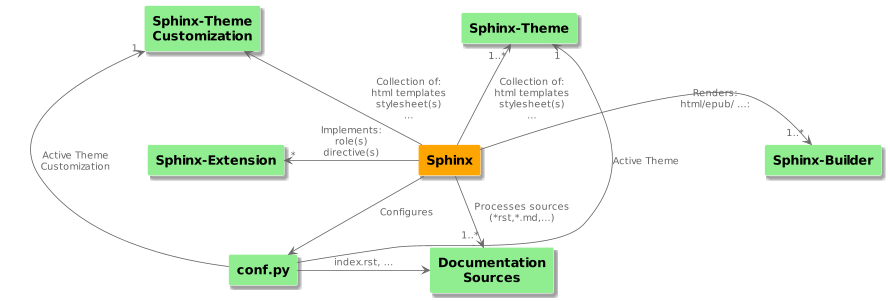 Sphinx-Theme
Customization
Sphinx-Theme
1
1..*
1
Collection of:
html templates
stylesheet(s)
...
Collection of:
html templates
stylesheet(s)
...
Renders:
html/epub/ ...:
1..*
Implements:
role(s)
directive(s)
Active Theme
Customization
Sphinx-Extension
*
Sphinx
Active Theme
Sphinx-Builder
Configures
Processes sources
(*rst,*.md,...)
1..*
conf.py
index.rst, ...
Documentation
Sources